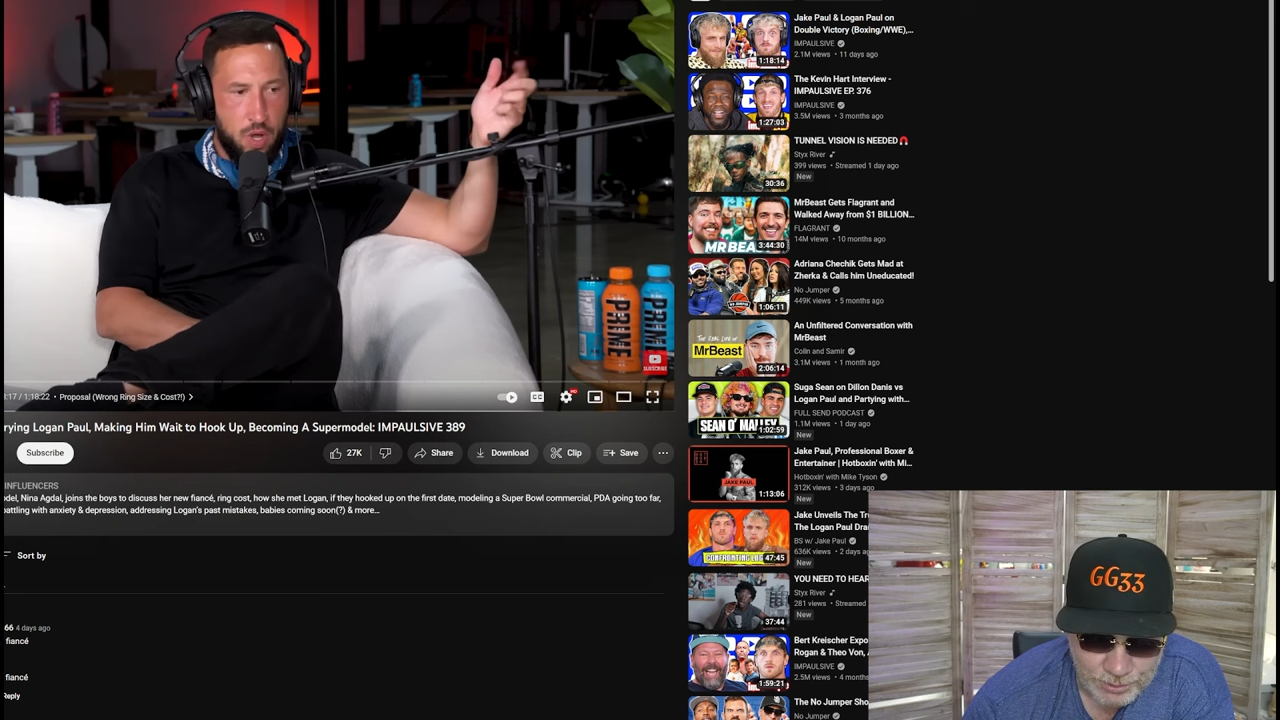 PRIME
PRIME
SUBSCRIBE
:17 / 1:18:22 • Proposal (Wrong Ring Size & Cost?!)
rying Logan Paul, Making Him Wait to Hook Up, Becoming A Supermodel: IMPAULSIVE 389
Subscribe
27K
Share
Download
Clip
Save
INFLUENCERS
odel, Nina Agdal, joins the boys to discuss her new fiancé, ring cost, how she met Logan, if they hooked up on the first date, modeling a Super Bowl commercial, PDA going too far,
battling with anxiety & depression, addressing Logan's past mistakes, babies coming soon(?) & more...
Sort by
66 4 days ago
fiancé
fiancé
Reply
Jake Paul & Logan Paul on
Double Victory (Boxing/WWE),...
IMPAULSIVE
2.1M views • 11 days ago
1:18:14
The Kevin Hart Interview -
IMPAULSIVE EP. 376
IMPAULSIVE
3.5M views • 3 months ago
1:27:03
TUNNEL VISION IS NEEDED🧲
Styx River
399 views • Streamed 1 day ago
New
30:36
MrBeast Gets Flagrant and
Walked Away from $1 BILLION...
FLAGRANT
14M views • 10 months ago
MR BEA
3:44:30
Adriana Chechik Gets Mad at
Zherka & Calls him Uneducated!
No Jumper
449K views • 5 months ago
1:06:11
An Unfiltered Conversation with
MrBeast
Colin and Samir
3.1M views • 1 month ago
THE REAL LIFE OF
MrBeast
2:06:14
Suga Sean on Dillon Danis vs
Logan Paul and Partying with...
FULL SEND PODCAST
1.1M views • 1 day ago
New
SEAN O'MALLEY
1:02:59
Jake Paul, Professional Boxer &
Entertainer | Hotboxin' with Mi...
Hotboxin' with Mike Tyson
312K views • 3 days ago
New
JAKE PAUL
1:13:06
Jake Unveils The Tr
The Logan Paul Dra
BS w/ Jake Paul
636K views • 2 days ag
New
CONFRONTING LOG
47:45
YOU NEED TO HEAR
Styx River
281 views • Streamed
New
37:44
Bert Kreischer Expo
Rogan & Theo Von,
IMPAULSIVE
2.5M views • 4 month
1:59:21
The No Jumper Sho
No Jumper
GG33